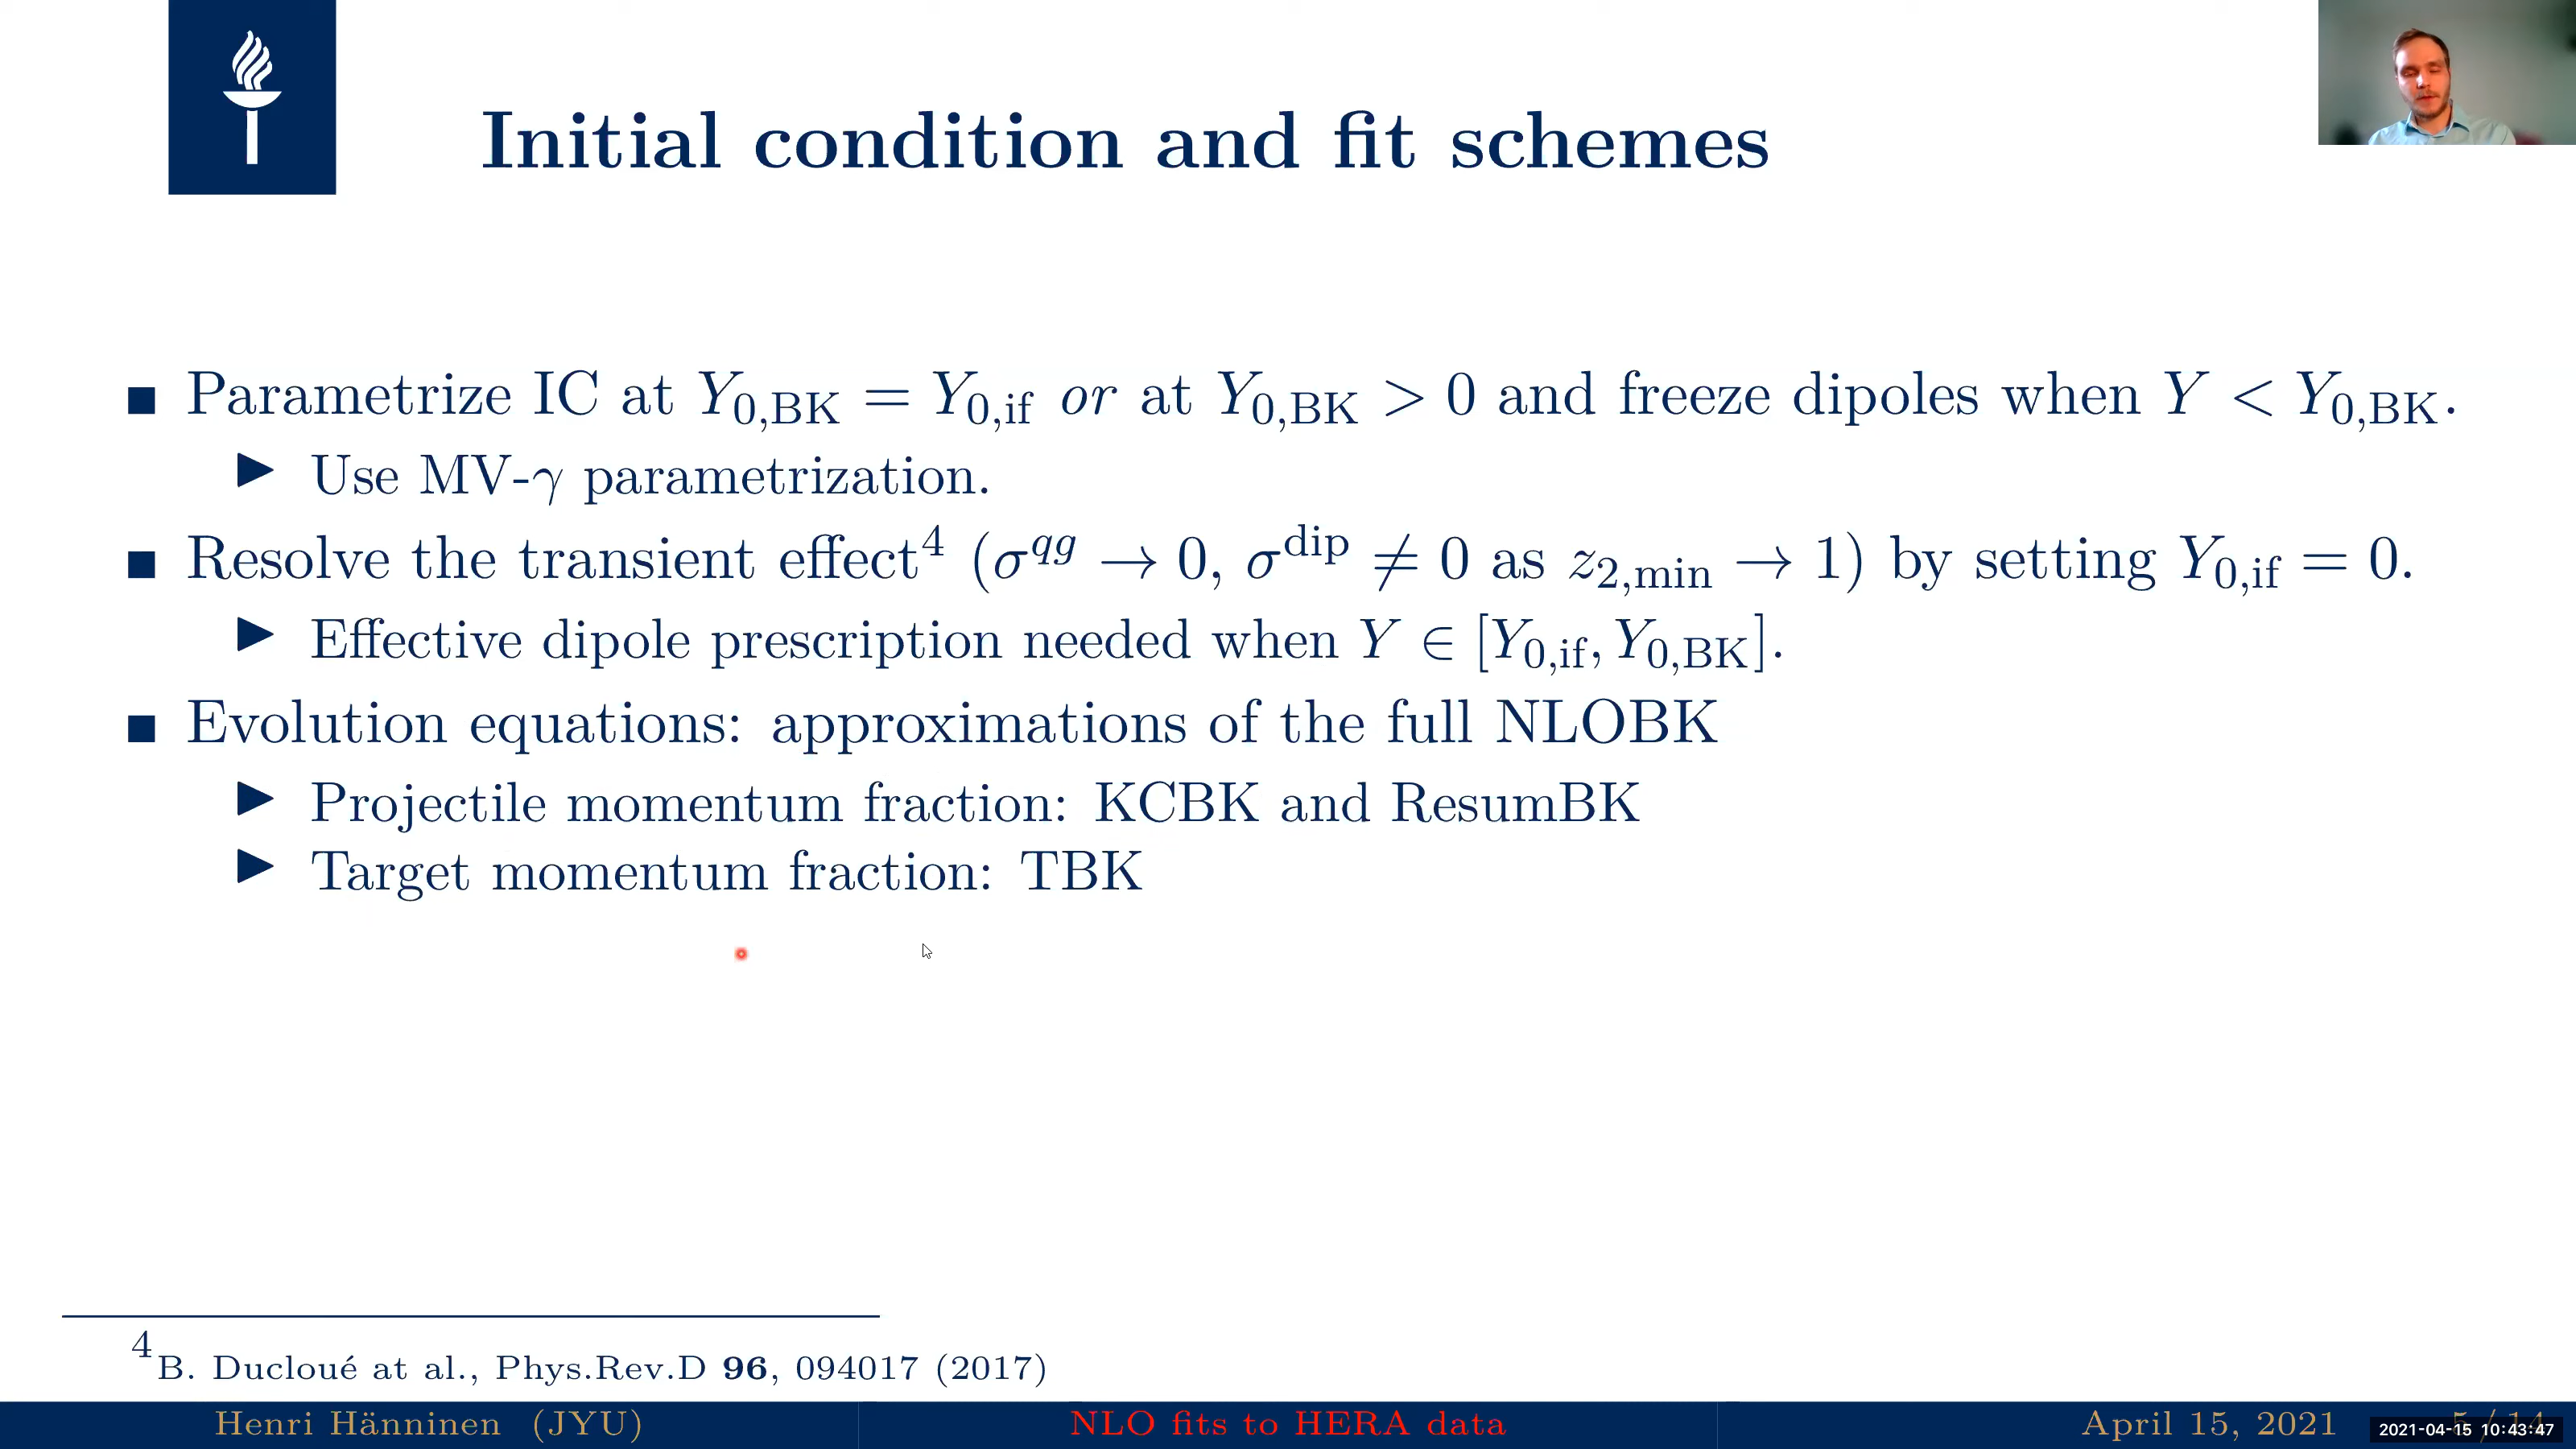 Initial condition and fit schemes
■ Parametrize IC at Y₀,BK = Y₀,if or at Y₀,BK > 0 and freeze dipoles when Y < Y₀,BK.
▶ Use MV-γ parametrization.
■ Resolve the transient effect⁴ (σ^qg → 0, σ^dip ≠ 0 as z₂,min → 1) by setting Y₀,if = 0.
▶ Effective dipole prescription needed when Y ∈ [Y₀,if, Y₀,BK].
■ Evolution equations: approximations of the full NLOBK
▶ Projectile momentum fraction: KCBK and ResumBK
▶ Target momentum fraction: TBK
⁴B. Ducloué at al., Phys.Rev.D 96, 094017 (2017)
Henri Hänninen (JYU) NLO fits to HERA data April 15, 2021 5 / 14
2021-04-15 10:43:47